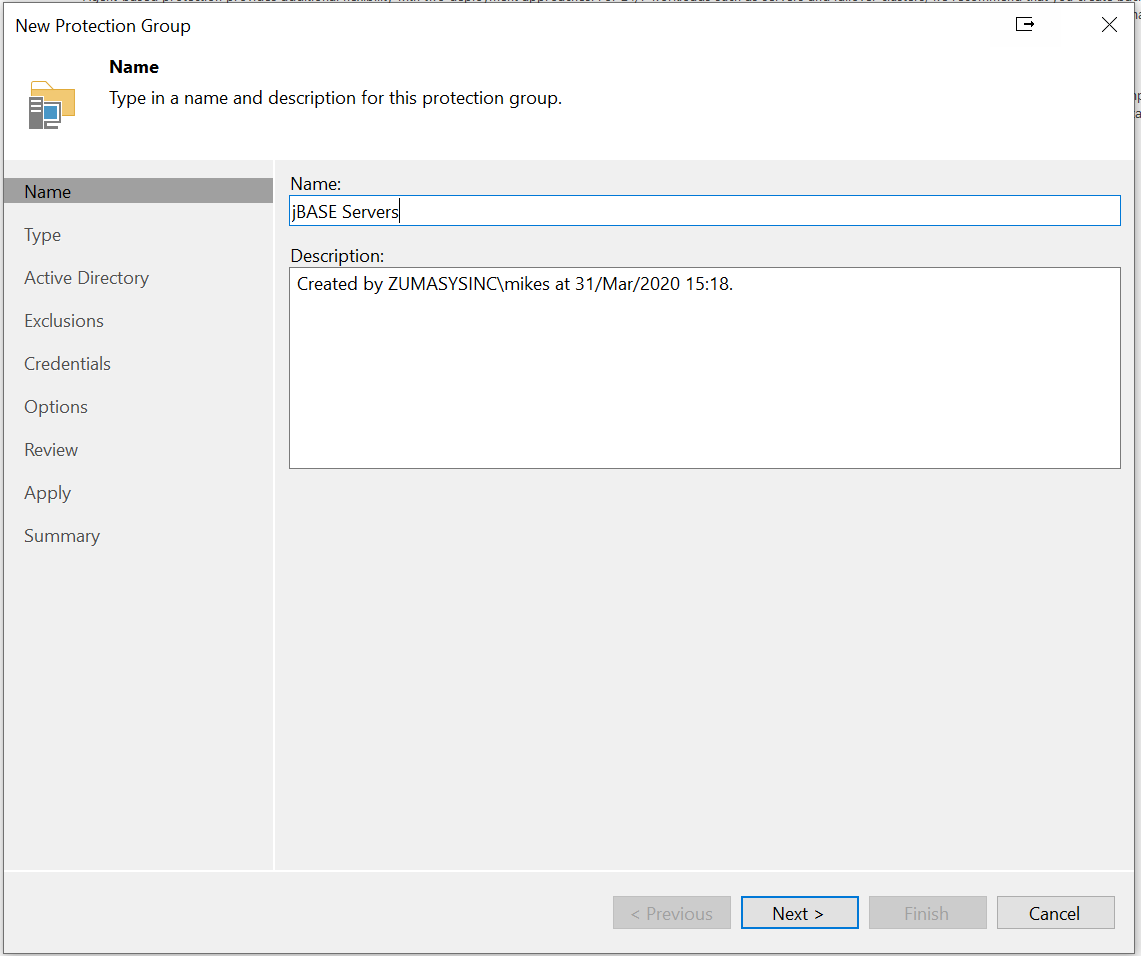 New Protection Group
Name
Type in a name and description for this protection group.
Name
Type
Active Directory
Exclusions
Credentials
Options
Review
Apply
Summary
Name:
jBASE Servers
Description:
Created by ZUMASYSINC\mikes at 31/Mar/2020 15:18.
< Previous
Next >
Finish
Cancel